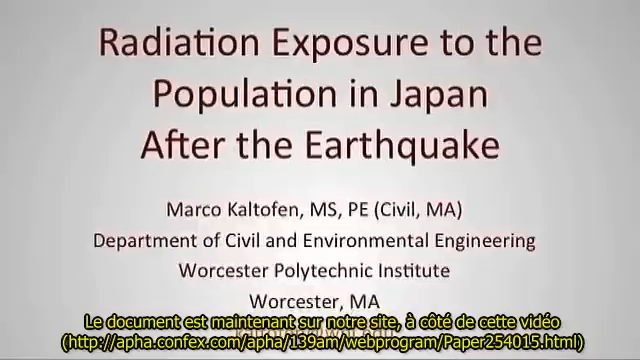 Radiation Exposure to the
Population in Japan
After the Earthquake
Marco Kaltofen, MS, PE (Civil, MA)
Department of Civil and Environmental Engineering
Worcester Polytechnic Institute
Worcester, MA
Le document est maintenant sur notre site, à côté de cette vidéo
(http://apha.confex.com/apha/139am/webprogram/Paper254015.html)